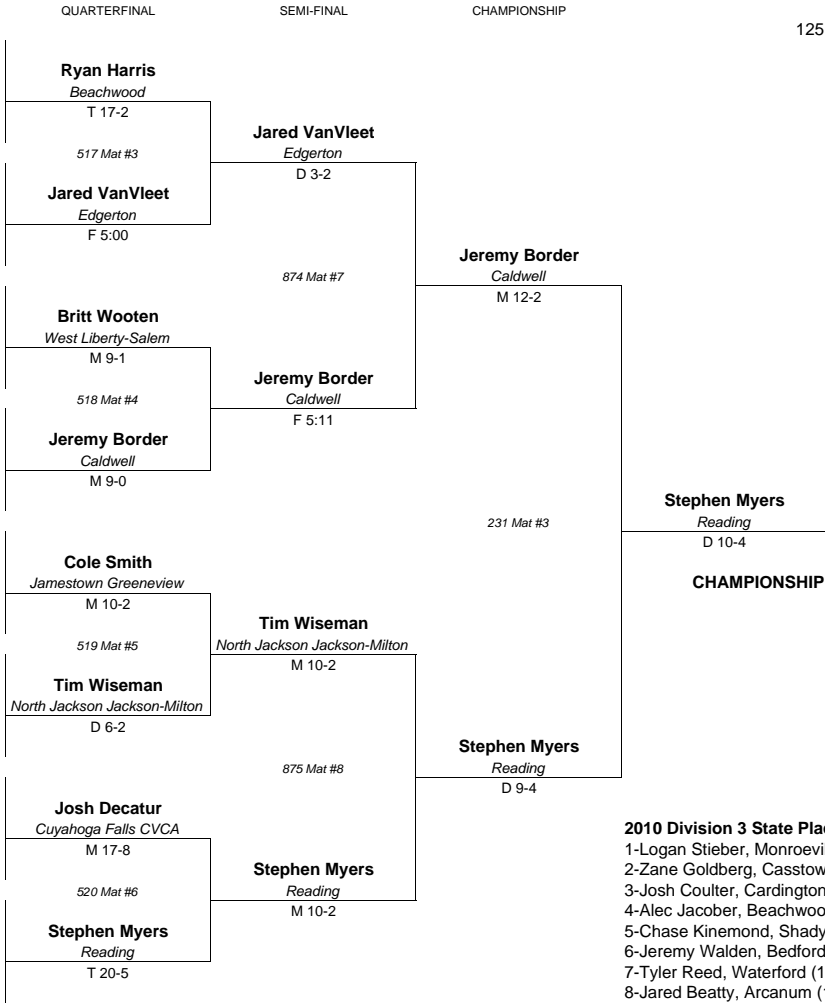 QUARTERFINAL SEMI-FINAL CHAMPIONSHIP
125
Ryan Harris
Beachwood
T 17-2
517 Mat #3
Jared VanVleet
Edgerton
F 5:00
Jared VanVleet
Edgerton
D 3-2
874 Mat #7
Britt Wooten
West Liberty-Salem
M 9-1
518 Mat #4
Jeremy Border
Caldwell
M 9-0
Jeremy Border
Caldwell
F 5:11
Jeremy Border
Caldwell
M 12-2
231 Mat #3
Cole Smith
Jamestown Greeneview
M 10-2
519 Mat #5
Tim Wiseman
North Jackson Jackson-Milton
D 6-2
Tim Wiseman
North Jackson Jackson-Milton
M 10-2
875 Mat #8
Josh Decatur
Cuyahoga Falls CVCA
M 17-8
520 Mat #6
Stephen Myers
Reading
T 20-5
Stephen Myers
Reading
M 10-2
Stephen Myers
Reading
D 9-4
Stephen Myers
Reading
D 10-4
CHAMPIONSHIP
2010 Division 3 State Pla
1-Logan Stieber, Monroevi
2-Zane Goldberg, Casstow
3-Josh Coulter, Cardington
4-Alec Jacober, Beachwoo
5-Chase Kinemond, Shady
6-Jeremy Walden, Bedford
7-Tyler Reed, Waterford (1
8-Jared Beatty, Arcanum (